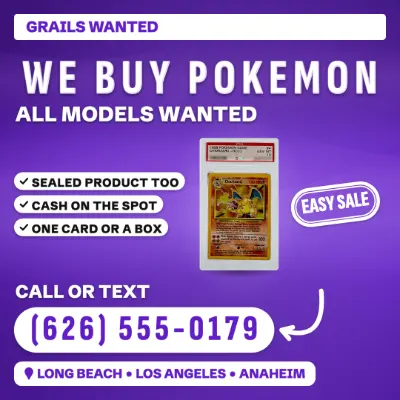 GRAILS WANTED
WE BUY POKEMON
ALL MODELS WANTED
SEALED PRODUCT TOO
CASH ON THE SPOT
ONE CARD OR A BOX
EASY SALE
Charizard
CALL OR TEXT
(626) 555-0179
LONG BEACH • LOS ANGELES • ANAHEIM